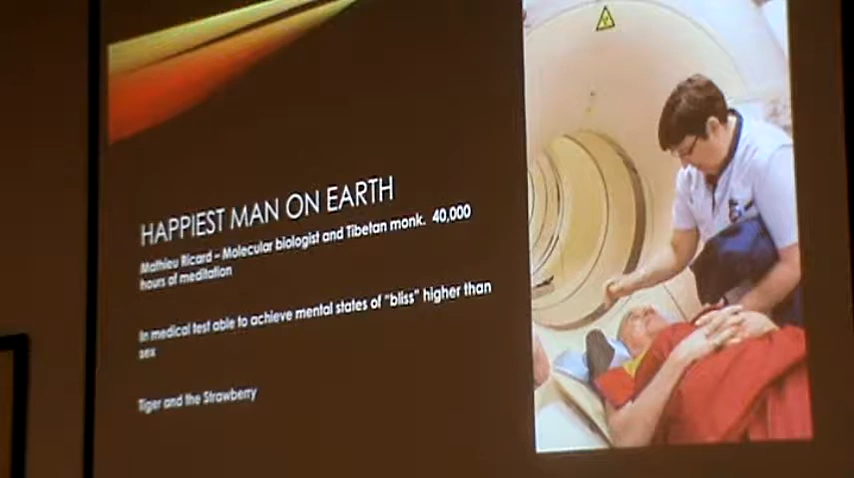 HAPPIEST MAN ON EARTH
Mathieu Ricard – Molecular biologist and Tibetan monk.  40,000
hours of meditation
In medical test able to achieve mental states of "bliss" higher than
sex
Tiger and the Strawberry